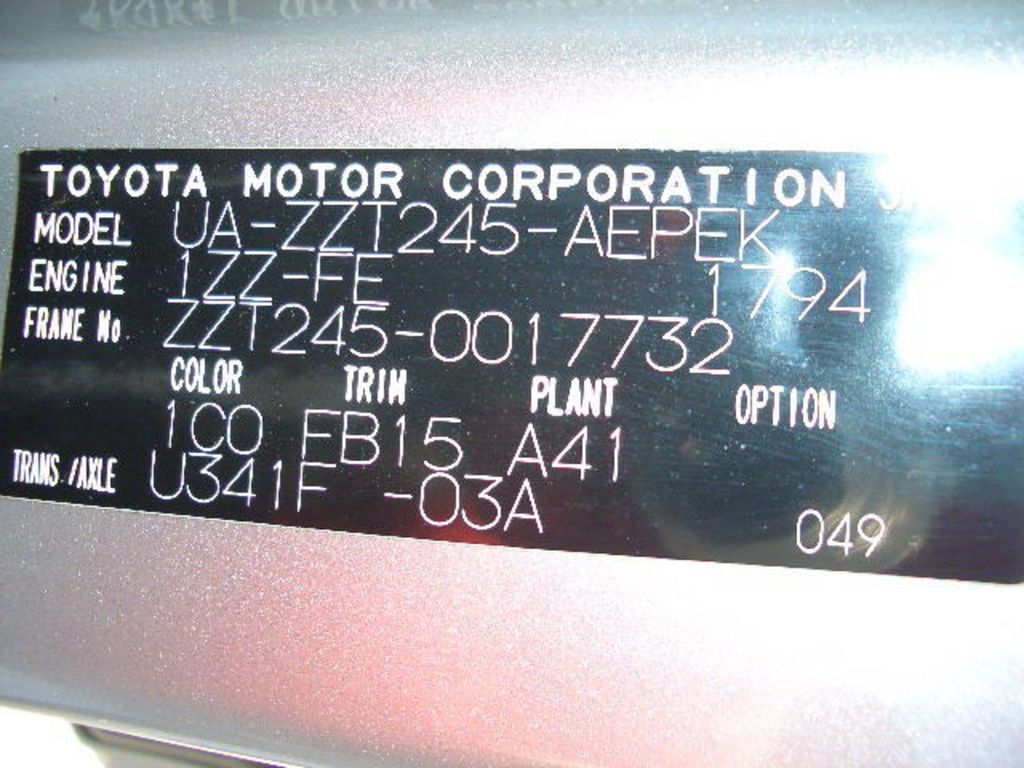 TOYOTA MOTOR CORPORATION
MODEL UA-ZZT245-AEPEK
ENGINE 1ZZ-FE 1794
FRAME No. ZZT245-0017732
COLOR TRIM PLANT OPTION
1C0 FB15 A41
TRANS./AXLE U341F -03A
049